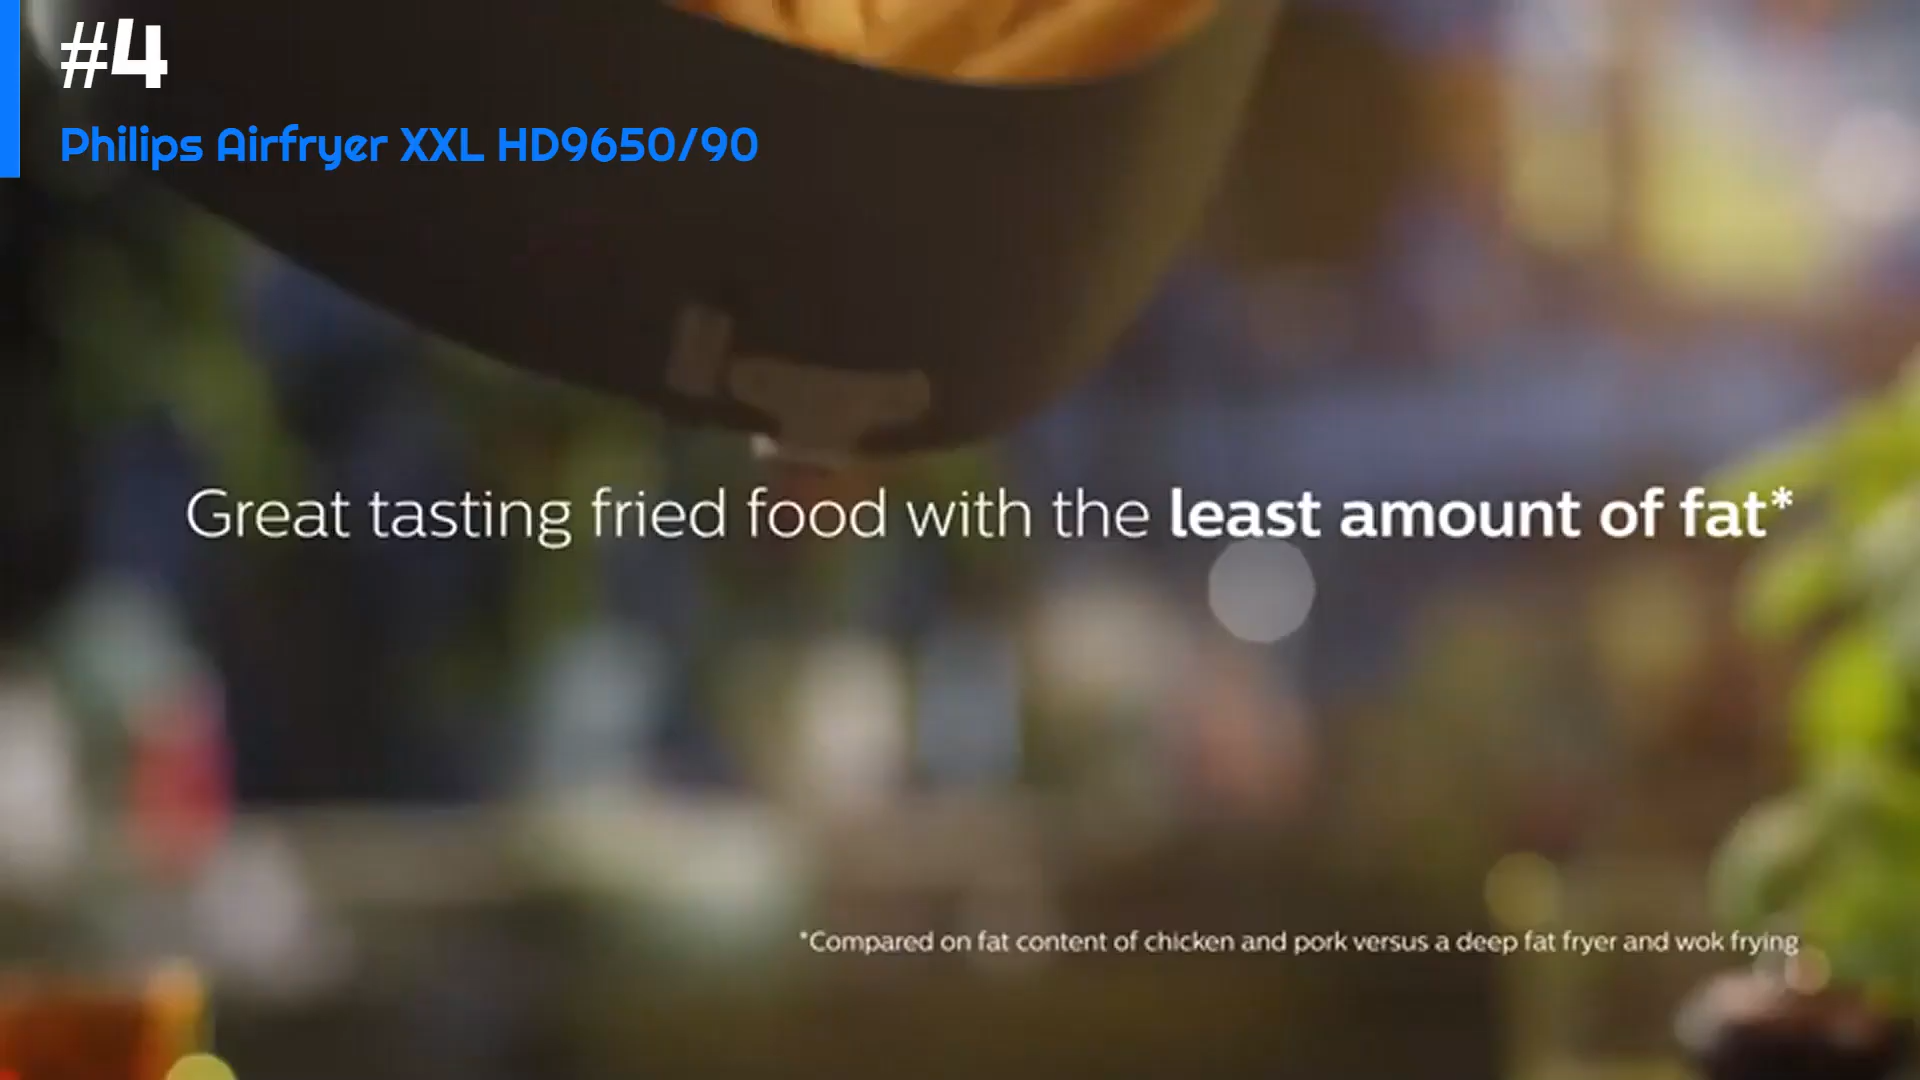 #4
Philips Airfryer XXL HD9650/90
Great tasting fried food with the least amount of fat*
*Compared on fat content of chicken and pork versus a deep fat fryer and wok frying